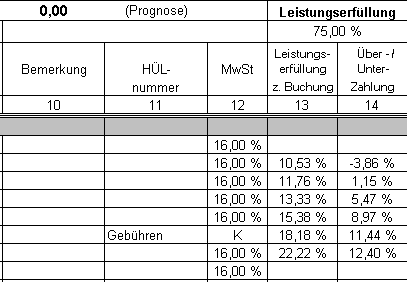 0,00 (Prognose) Leistungserfüllung
75,00 %
Bemerkung HÜL-nummer MwSt Leistungs-erfüllung z. Buchung Über -/ Unter-Zahlung
10 11 12 13 14
16,00 %
16,00 % 10,53 % -3,86 %
16,00 % 11,76 % 1,15 %
16,00 % 13,33 % 5,47 %
16,00 % 15,38 % 8,97 %
Gebühren K 18,18 % 11,44 %
16,00 % 22,22 % 12,40 %
16,00 %